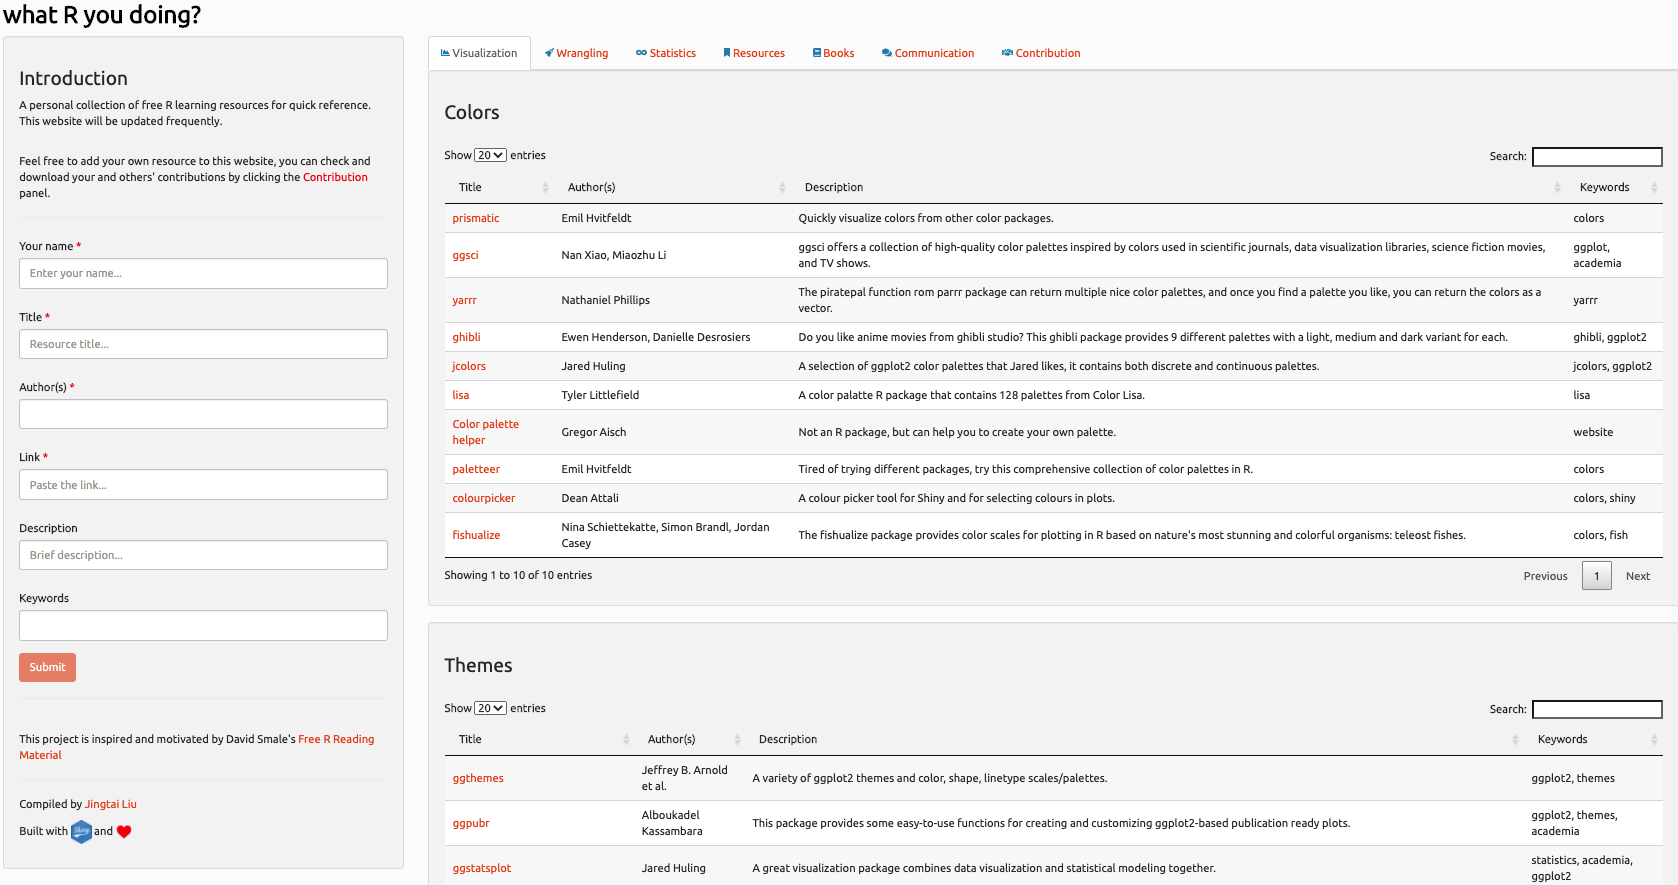 what R you doing?
Introduction
A personal collection of free R learning resources for quick reference.
This website will be updated frequently.
Feel free to add your own resource to this website, you can check and
download your and others' contributions by clicking the Contribution
panel.
Your name *
Enter your name...
Title *
Resource title...
Author(s) *
Link *
Paste the link...
Description
Brief description...
Keywords
Submit
This project is inspired and motivated by David Smale's Free R Reading
Material
Compiled by Jingtai Liu
Built with Shiny and
Visualization Wrangling Statistics Resources Books Communication Contribution
Colors
Show 20 entries Search:
Title Author(s) Description Keywords
prismatic Emil Hvitfeldt Quickly visualize colors from other color packages. colors
ggsci Nan Xiao, Miaozhu Li ggsci offers a collection of high-quality color palettes inspired by colors used in scientific journals, data visualization libraries, science fiction movies, ggplot,
and TV shows. academia
yarrr Nathaniel Phillips The piratepal function rom parrr package can return multiple nice color palettes, and once you find a palette you like, you can return the colors as a yarrr
vector.
ghibli Ewen Henderson, Danielle Desrosiers Do you like anime movies from ghibli studio? This ghibli package provides 9 different palettes with a light, medium and dark variant for each. ghibli, ggplot2
jcolors Jared Huling A selection of ggplot2 color palettes that Jared likes, it contains both discrete and continuous palettes. jcolors, ggplot2
lisa Tyler Littlefield A color palatte R package that contains 128 palettes from Color Lisa. lisa
Color palette Gregor Aisch Not an R package, but can help you to create your own palette. website
helper
paletteer Emil Hvitfeldt Tired of trying different packages, try this comprehensive collection of color palettes in R. colors
colourpicker Dean Attali A colour picker tool for Shiny and for selecting colours in plots. colors, shiny
fishualize Nina Schiettekatte, Simon Brandl, Jordan The fishualize package provides color scales for plotting in R based on nature's most stunning and colorful organisms: teleost fishes. colors, fish
Casey
Showing 1 to 10 of 10 entries Previous 1 Next
Themes
Show 20 entries Search:
Title Author(s) Description Keywords
ggthemes Jeffrey B. Arnold A variety of ggplot2 themes and color, shape, linetype scales/palettes. ggplot2, themes
et al.
ggpubr Alboukadel This package provides some easy-to-use functions for creating and customizing ggplot2-based publication ready plots. ggplot2, themes,
Kassambara academia
ggstatsplot Jared Huling A great visualization package combines data visualization and statistical modeling together. statistics, academia,
ggplot2